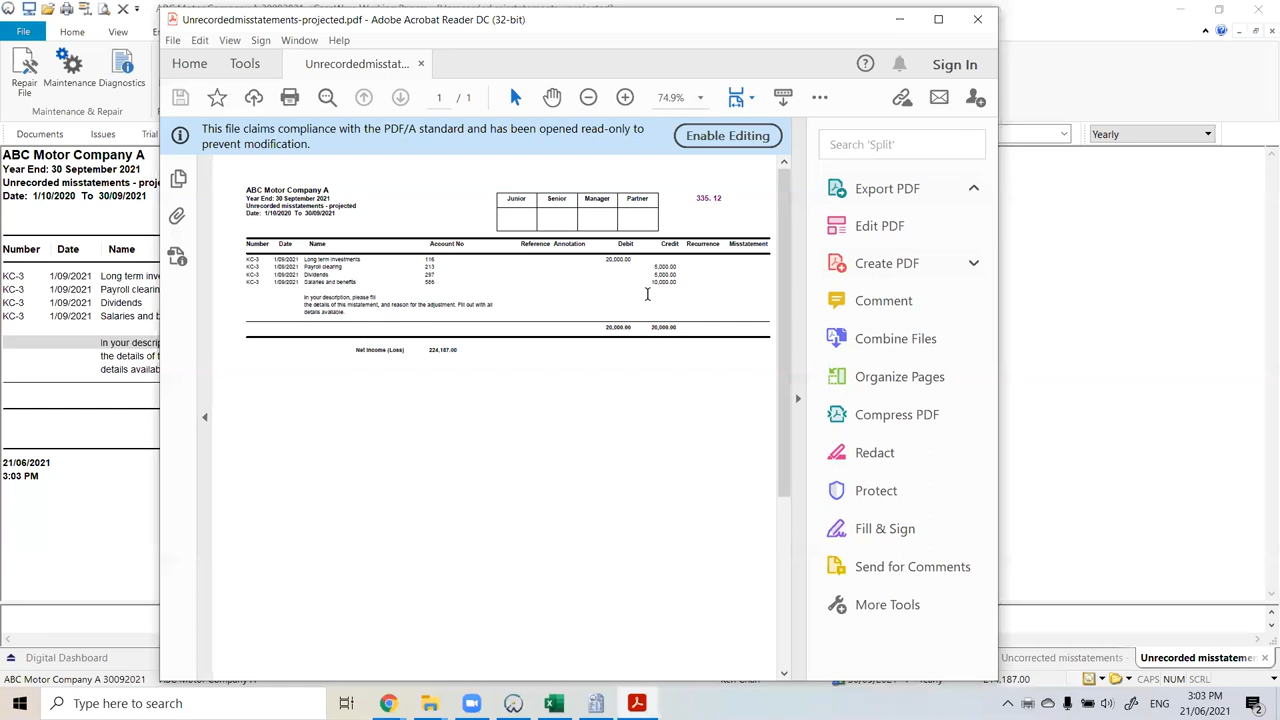 Unrecordedmisstatements-projected.pdf - Adobe Acrobat Reader DC (32-bit)
File Edit View Sign Window Help
Home Tools Unrecordedmisstat... Sign In
1 / 1 74.9%
This file claims compliance with the PDF/A standard and has been opened read-only to
prevent modification.
Enable Editing
ABC Motor Company A
Year End: 30 September 2021
Unrecorded misstatements - projected
Date: 1/10/2020 To 30/09/2021
Junior Senior Manager Partner
335. 12
Number Date Name Account No Reference Annotation Debit Credit Recurrence Misstatement
KC-3 1/09/2021 Long term investments 116 20,000.00
KC-3 1/09/2021 Payroll clearing 213 5,000.00
KC-3 1/09/2021 Dividends 297 5,000.00
KC-3 1/09/2021 Salaries and benefits 10,000.00
In your description, please fill
the details of this mistatement, and reason for the adjustment. Fill out with all
details available.
20,000.00 20,000.00
Net Income (Loss) 224,187.00
Search 'Split'
Export PDF
Edit PDF
Create PDF
Comment
Combine Files
Organize Pages
Compress PDF
Redact
Protect
Fill & Sign
Send for Comments
More Tools
File Home View
Repair
File
Maintenance Diagnostics
Maintenance & Repair
Documents Issues Trial
Yearly
ABC Motor Company A
Year End: 30 September 2021
Unrecorded misstatements - proje
Date: 1/10/2020 To 30/09/2021
Number Date Name
KC-3 1/09/2021 Long term inve
KC-3 1/09/2021 Payroll clearin
KC-3 1/09/2021 Dividends
KC-3 1/09/2021 Salaries and b
In your descrip
the details of t
details availab
21/06/2021
3:03 PM
Digital Dashboard
Uncorrected misstatements
Unrecorded misstatemen
ABC Motor Company A 30092021
CAPS NUM SCRL
Type here to search
ENG
3:03 PM
21/06/2021
2